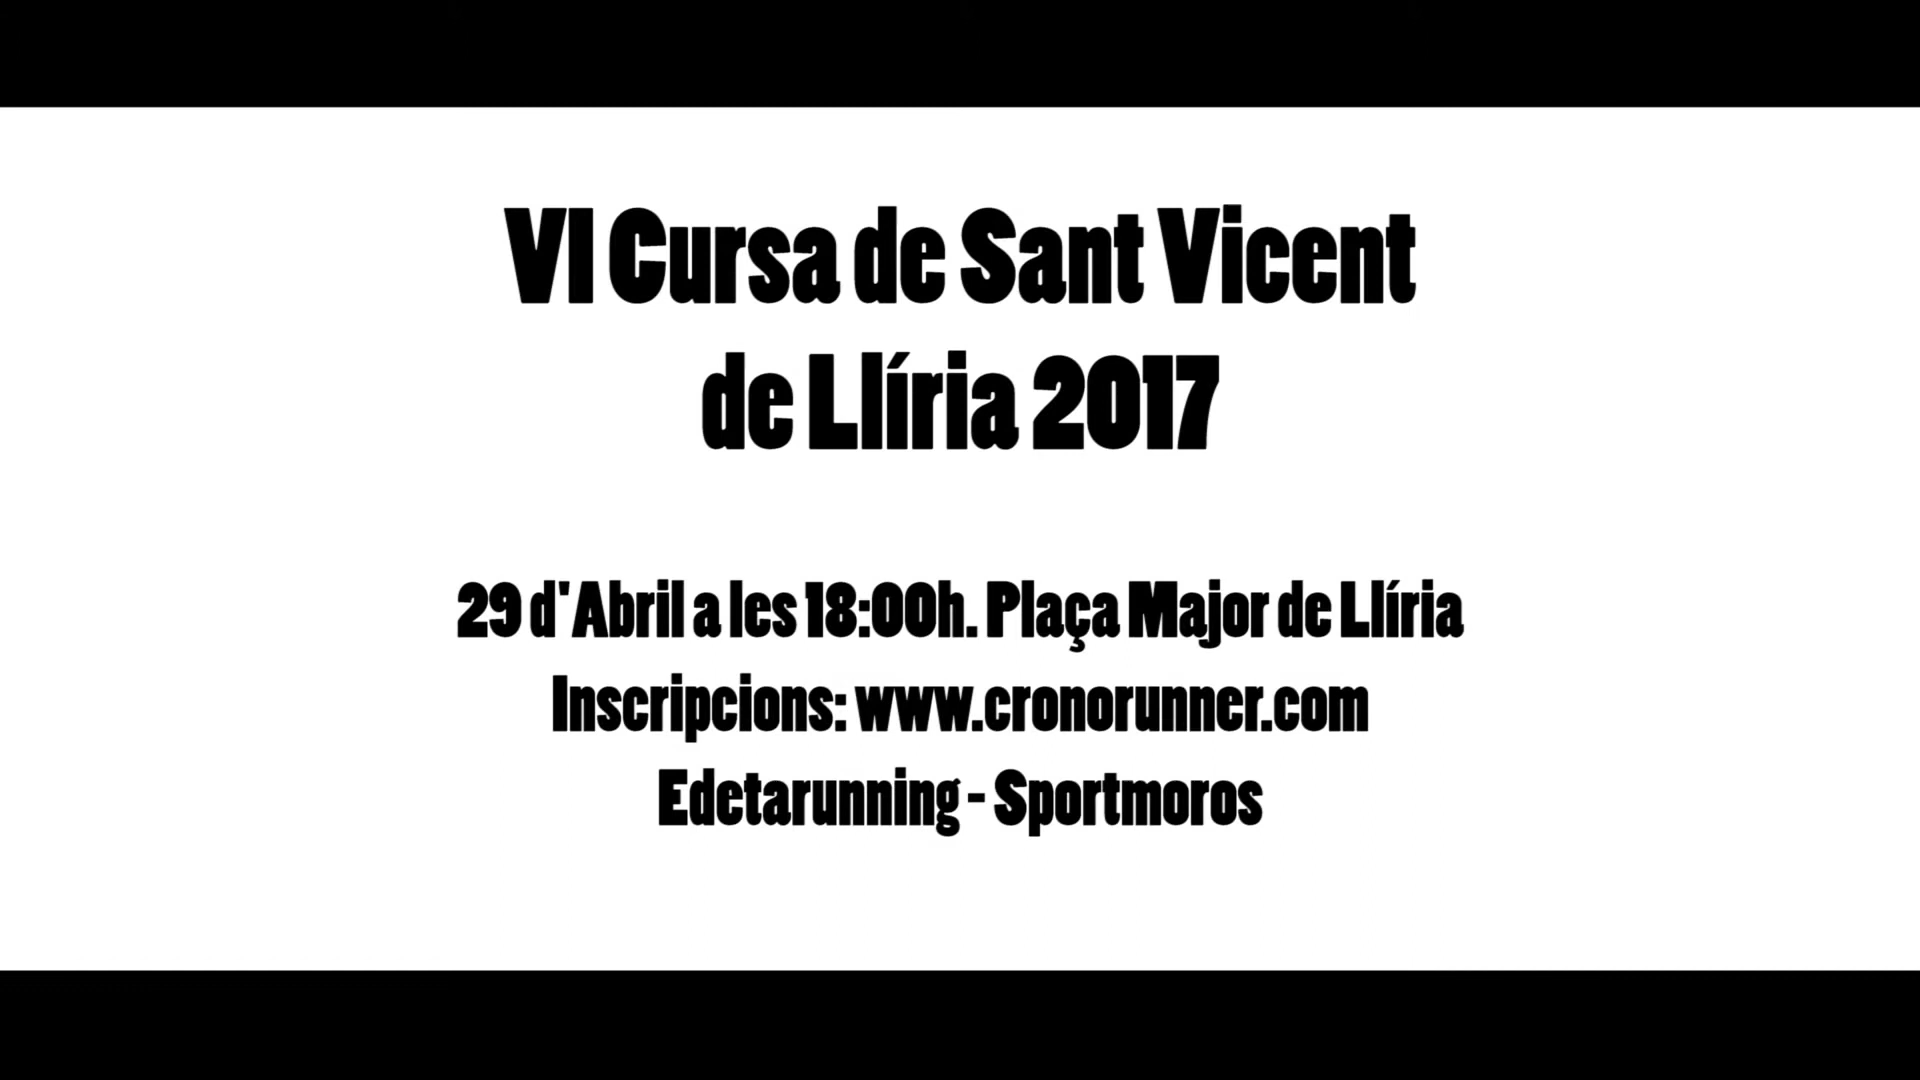 VI Cursa de Sant Vicent
de Llíria 2017
29 d'Abril a les 18:00h. Plaça Major de Llíria
Inscripcions: www.cronorunner.com
Edetarunning - Sportmoros